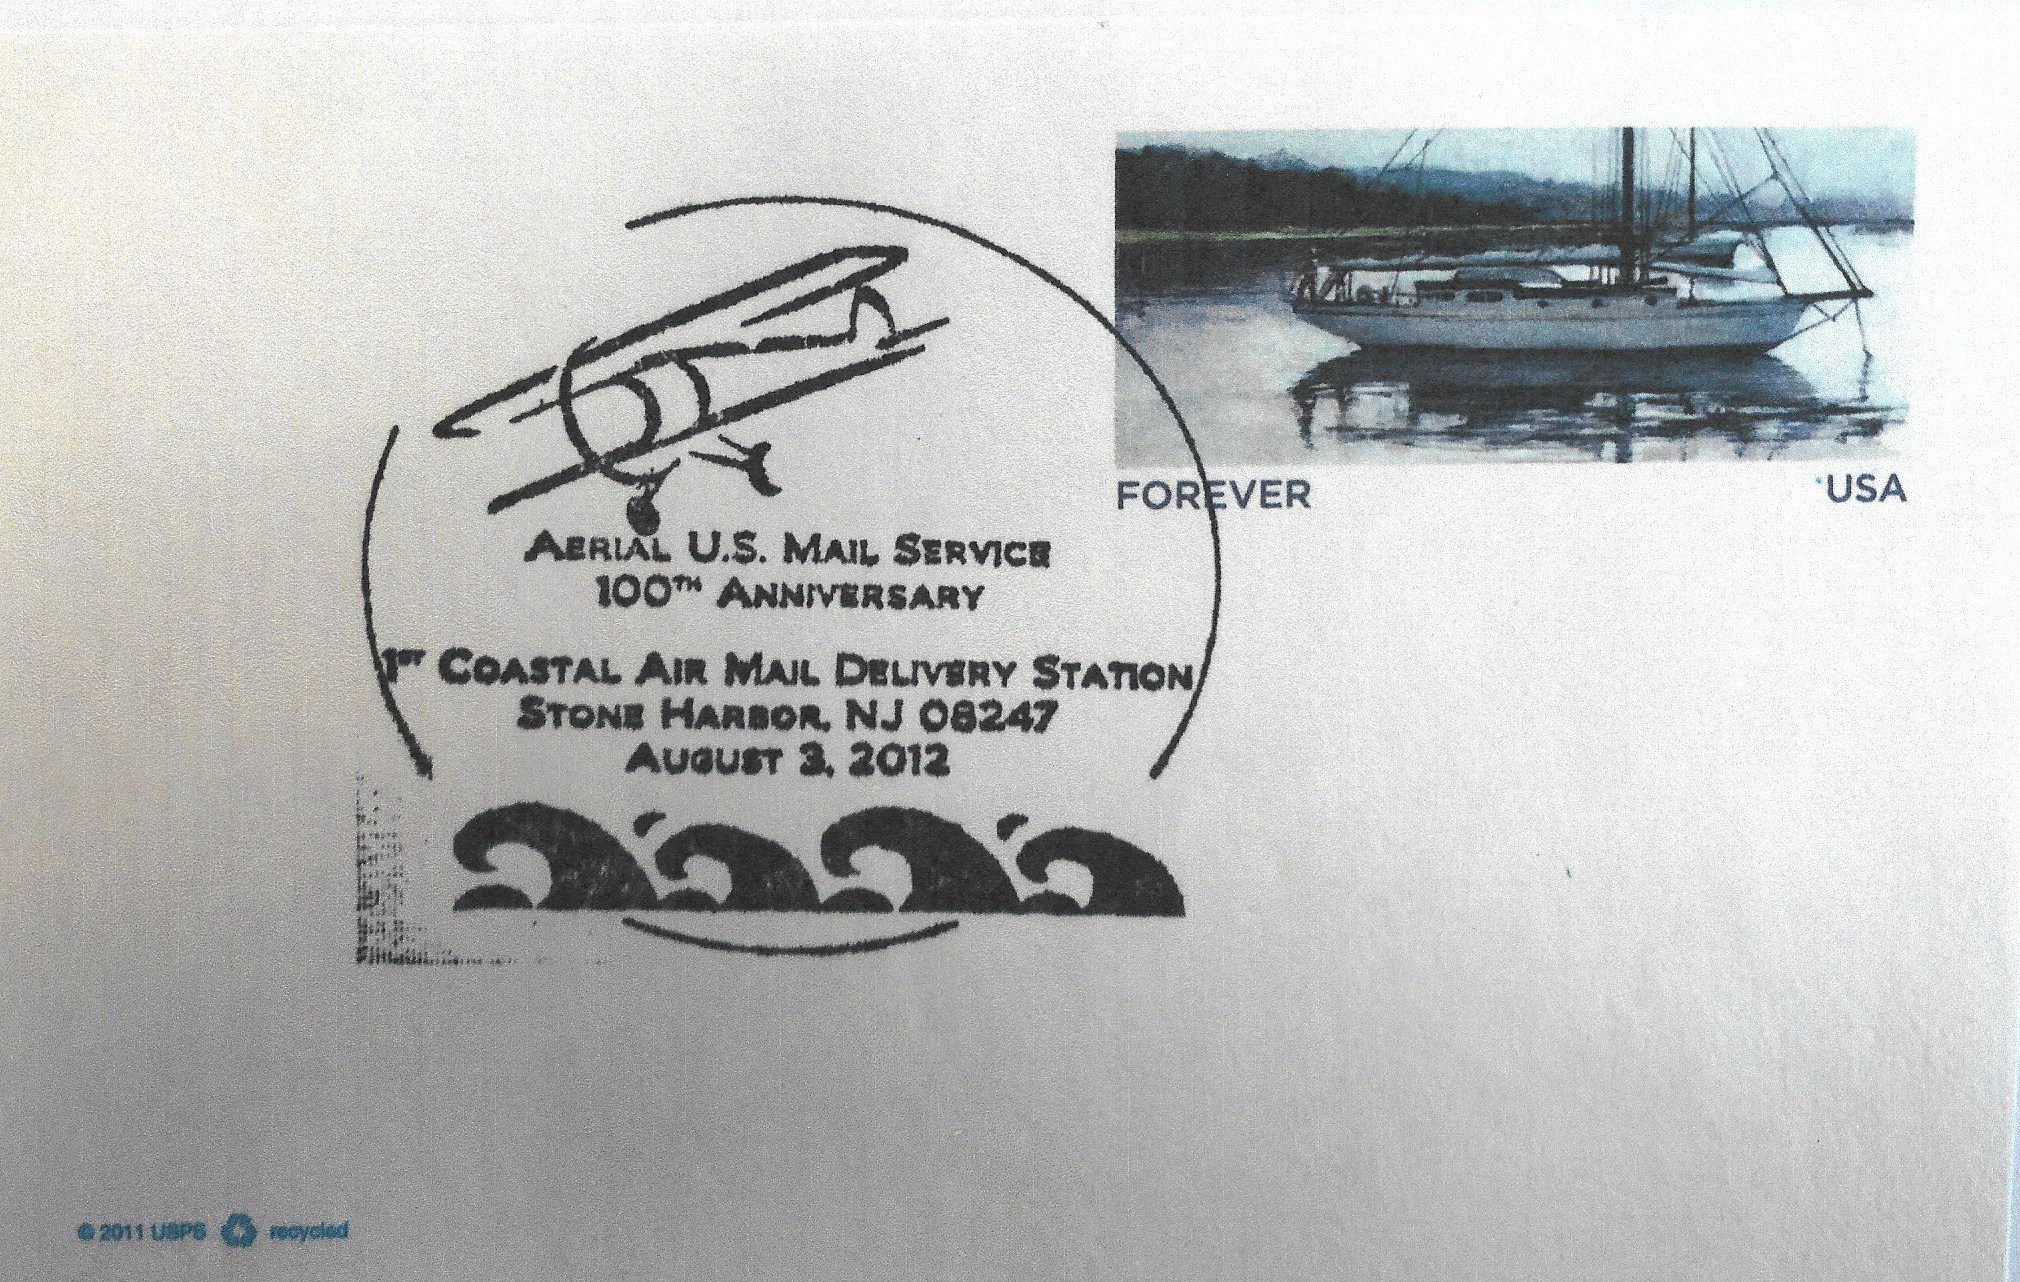 FOREVER USA
AERIAL U.S. MAIL SERVICE
100TH ANNIVERSARY
1ST COASTAL AIR MAIL DELIVERY STATION
STONE HARBOR, NJ 08247
AUGUST 3, 2012
© 2011 USPS recycled